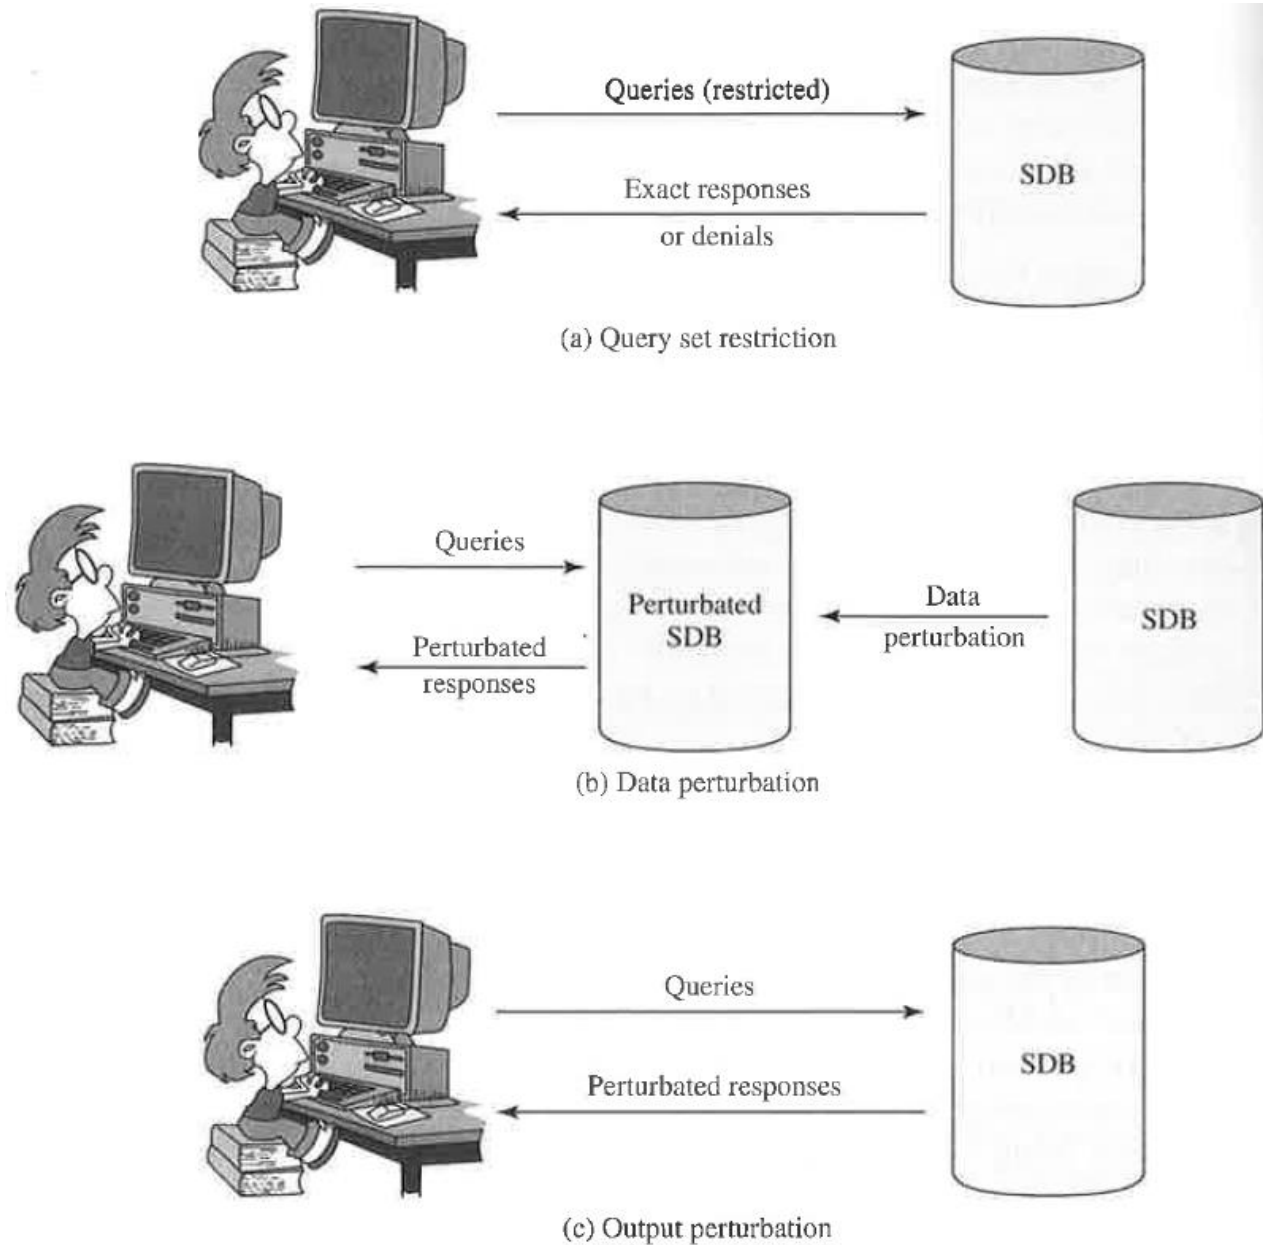 Queries (restricted)
SDB
Exact responses
or denials
(a) Query set restriction
Queries
Perturbated
SDB
Data
perturbation
SDB
Perturbated
responses
(b) Data perturbation
Queries
SDB
Perturbated responses
(c) Output perturbation